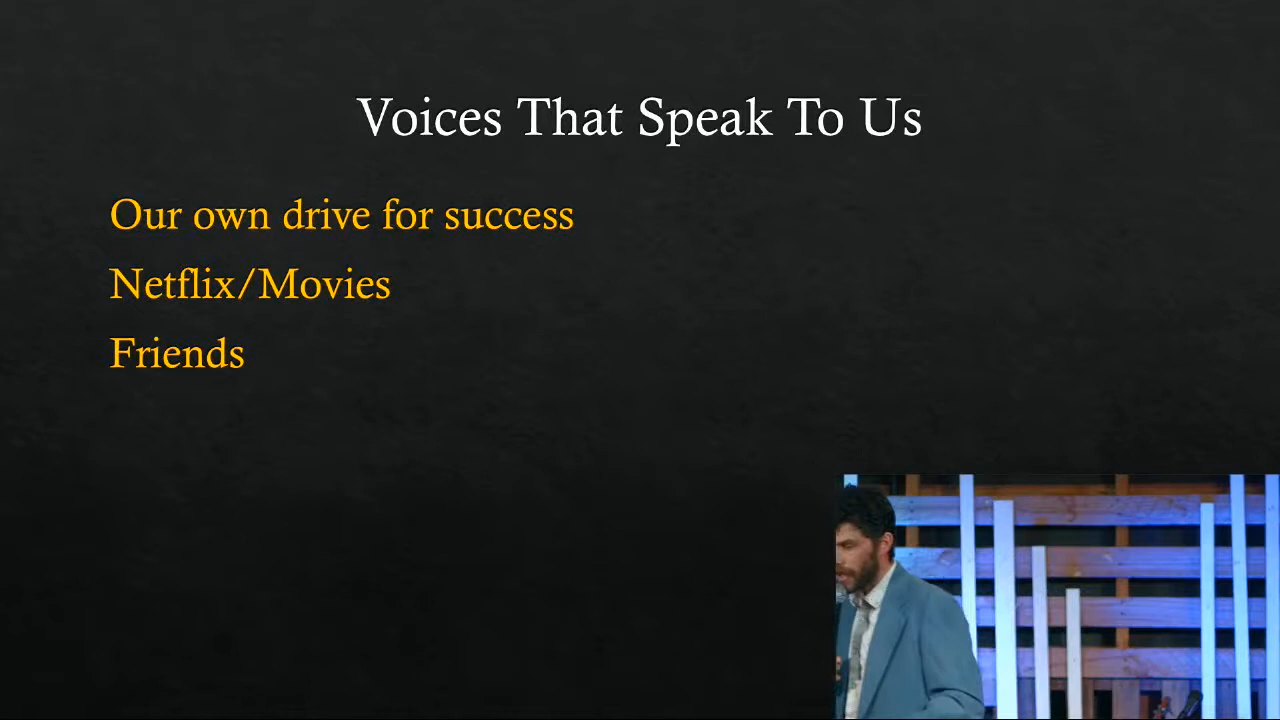 Voices That Speak To Us
Our own drive for success
Netflix/Movies
Friends